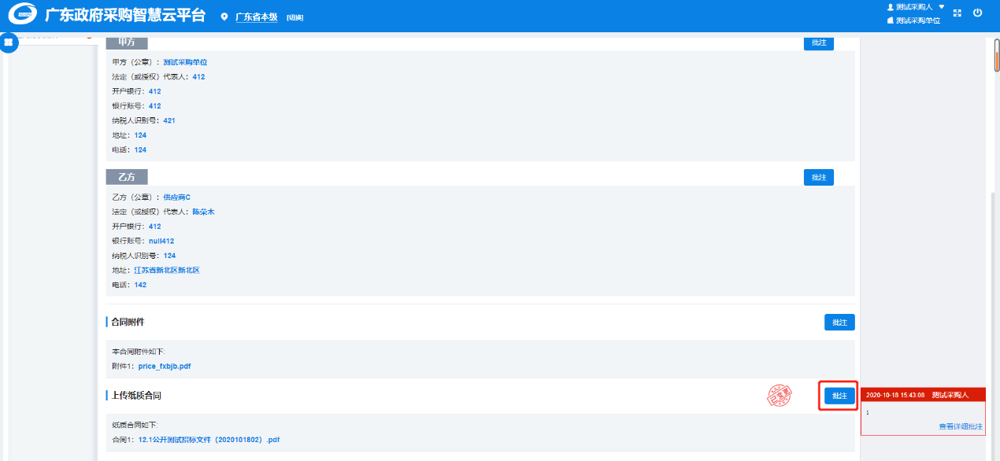 广东政府采购智慧云平台
广东省本级 [切换]
测试采购人
测试采购单位
甲方
批注
甲方（公章）：测试采购单位
法定（或授权）代表人：412
开户银行：412
银行账号：412
纳税人识别号：421
地址：124
电话：124
乙方
批注
乙方（公章）：供应商C
法定（或授权）代表人：陈荣木
开户银行：412
银行账号：null412
纳税人识别号：124
地址：江苏省新北区新北区
电话：142
合同附件
批注
本合同附件如下:
附件1：price_fxbjb.pdf
上传纸质合同
已变更
批注
2020-10-18 15:43:08 测试采购人
1
查看详细批注
纸质合同如下:
合同1：12.1公开测试招标文件（2020101802）.pdf